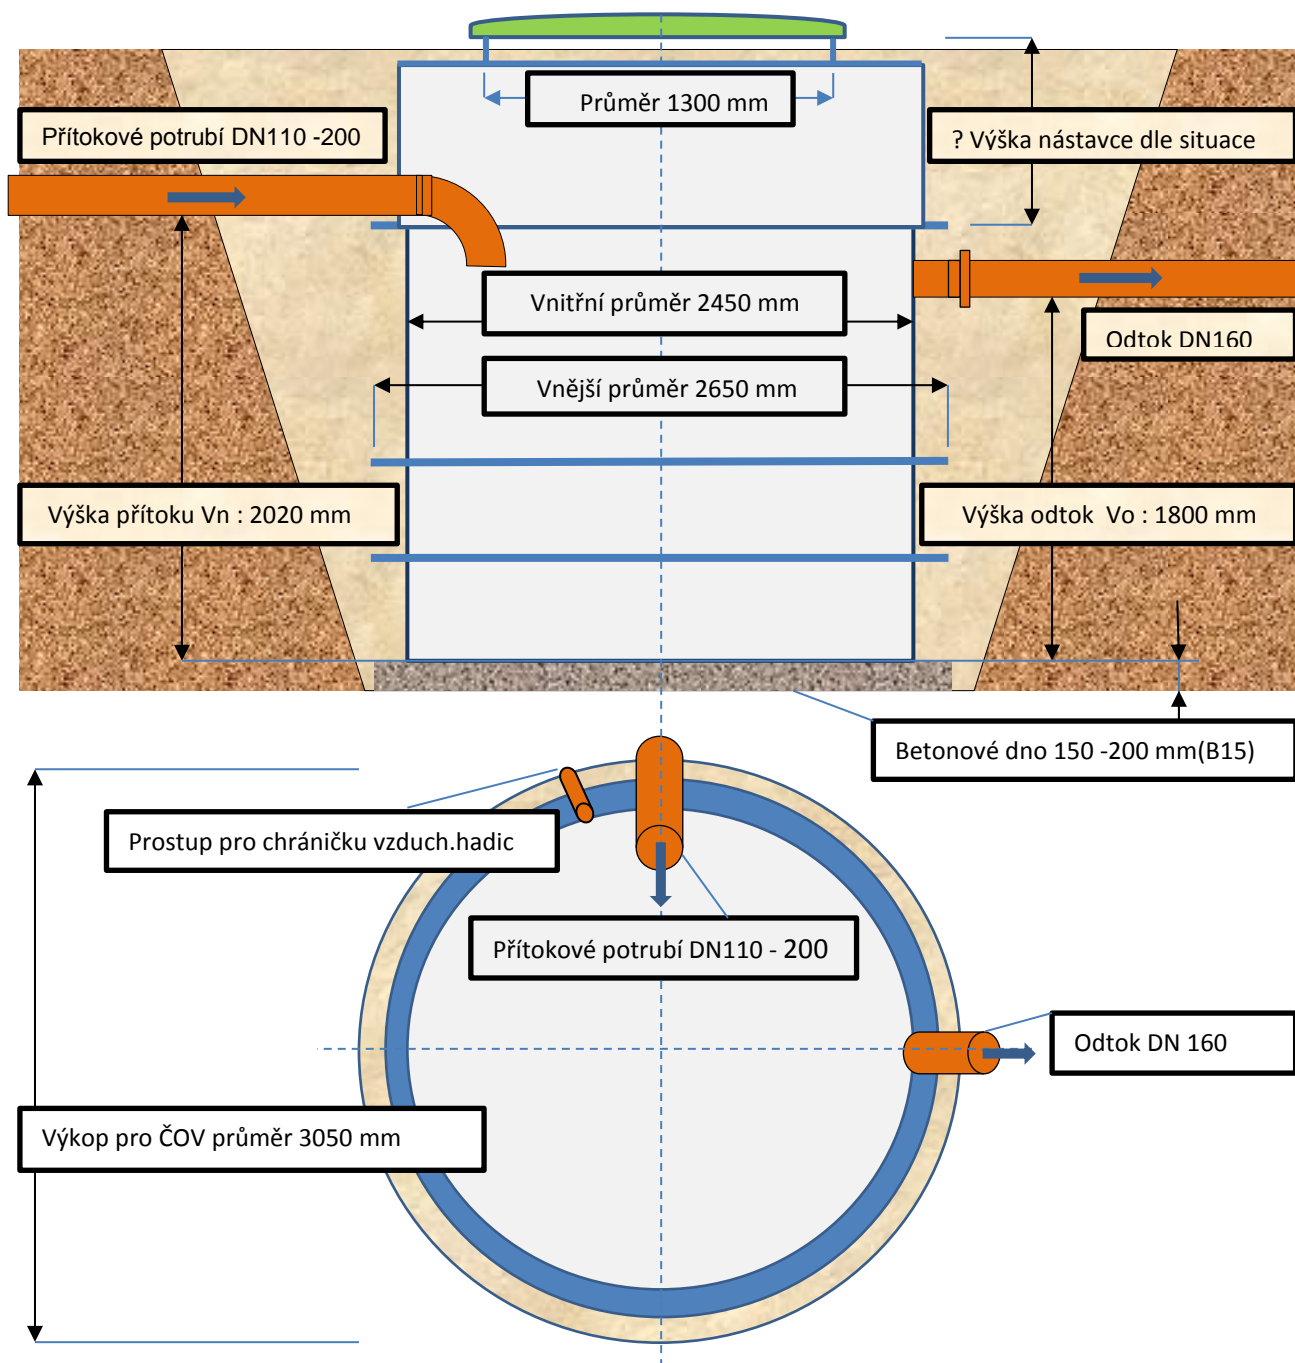 Průměr 1300 mm
Přítokové potrubí DN110 -200
? Výška nástavce dle situace
Vnitřní průměr 2450 mm
Odtok DN160
Vnější průměr 2650 mm
Výška přítoku Vn : 2020 mm
Výška odtok Vo : 1800 mm
Betonové dno 150 -200 mm(B15)
Prostup pro chráničku vzduch.hadic
Přítokové potrubí DN110 - 200
Odtok DN 160
Výkop pro ČOV průměr 3050 mm